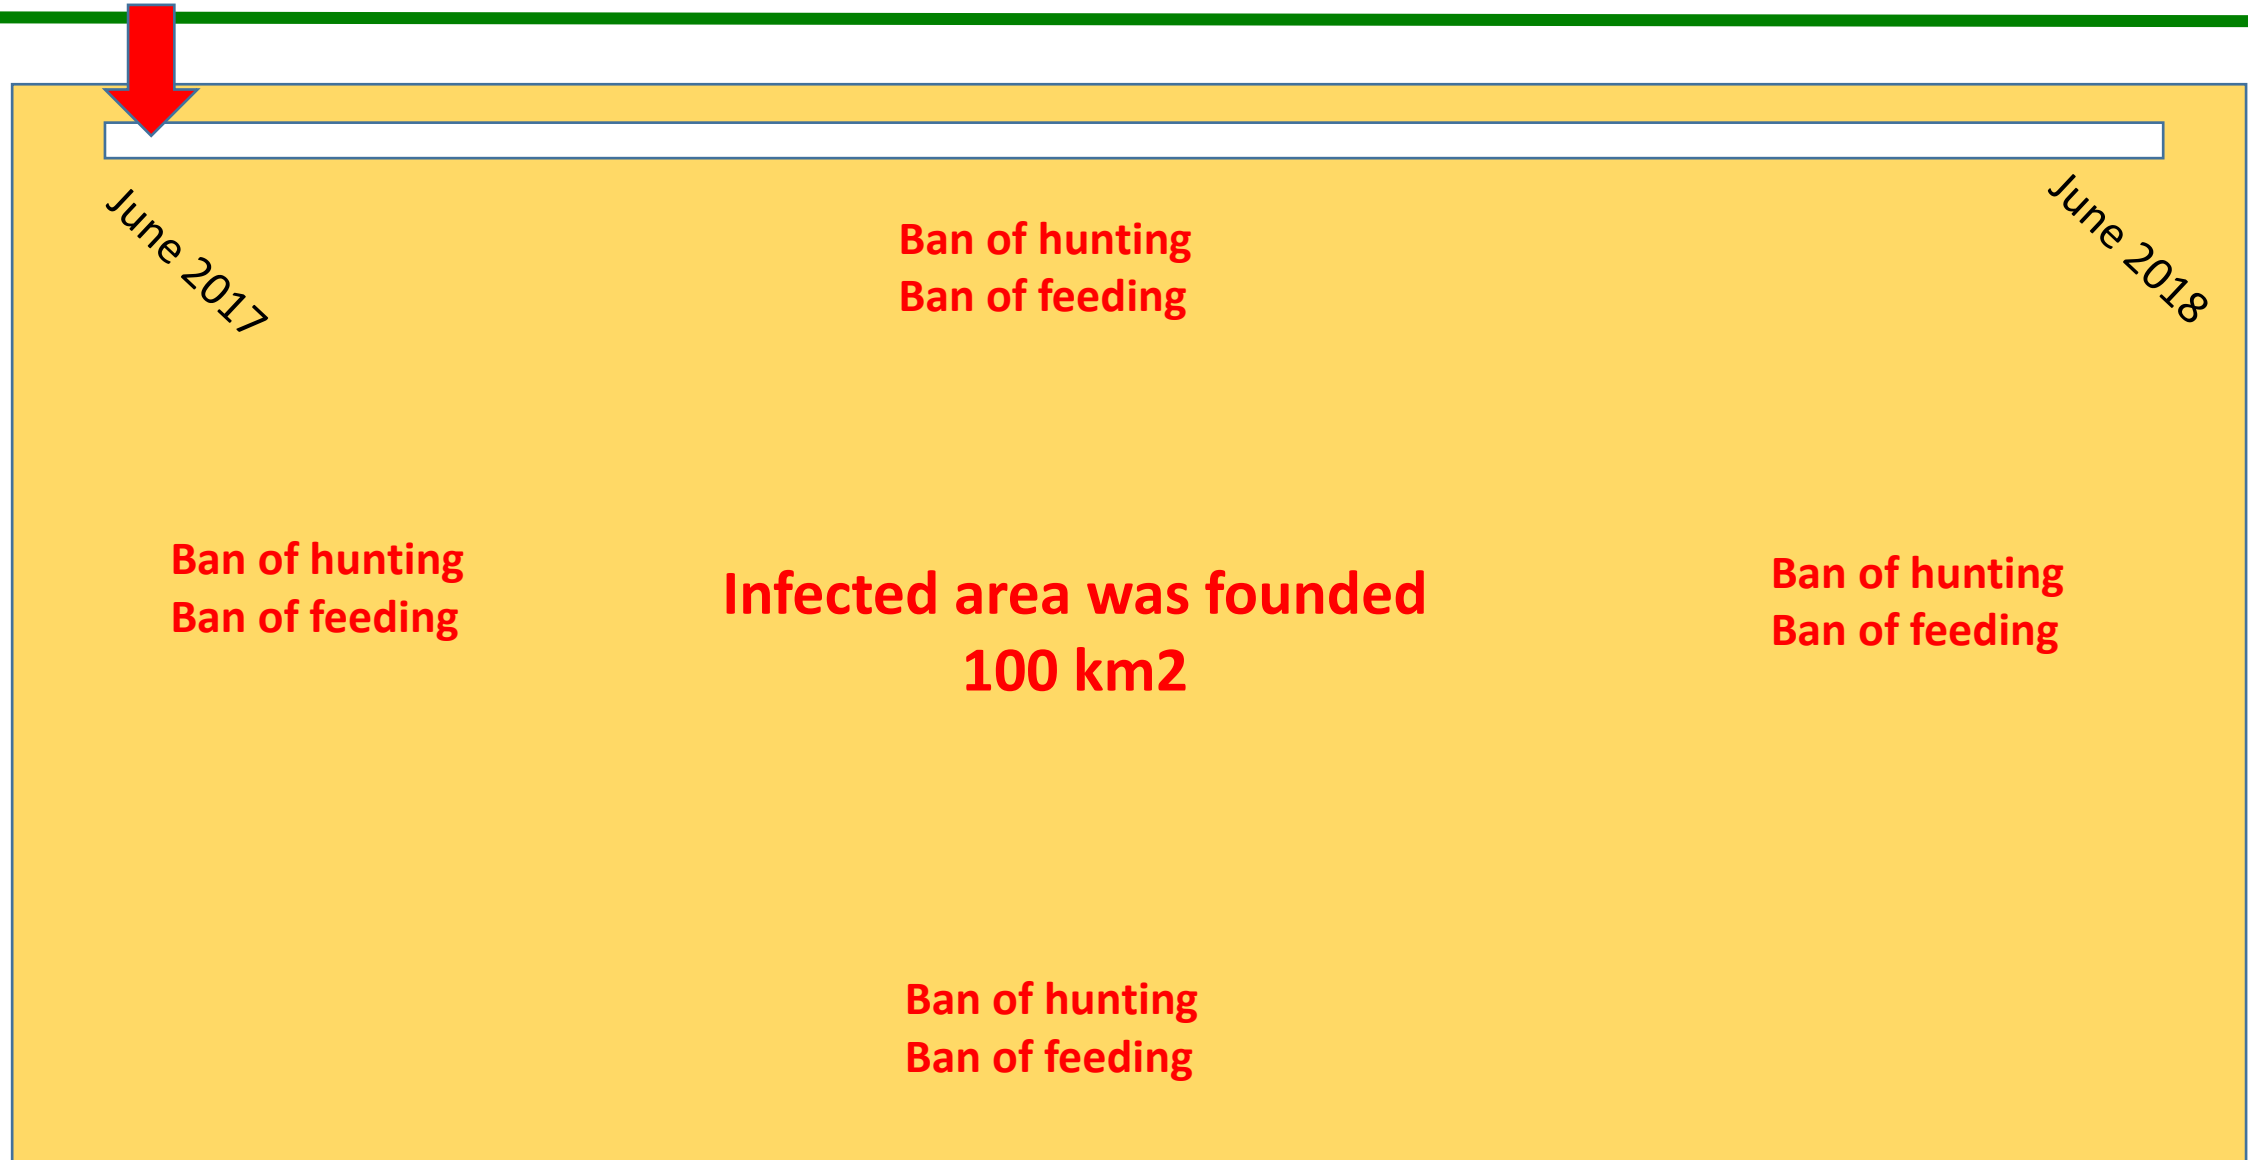 June 2017
June 2018
Ban of hunting
Ban of feeding
Ban of hunting
Ban of feeding
Infected area was founded
100 km2
Ban of hunting
Ban of feeding
Ban of hunting
Ban of feeding